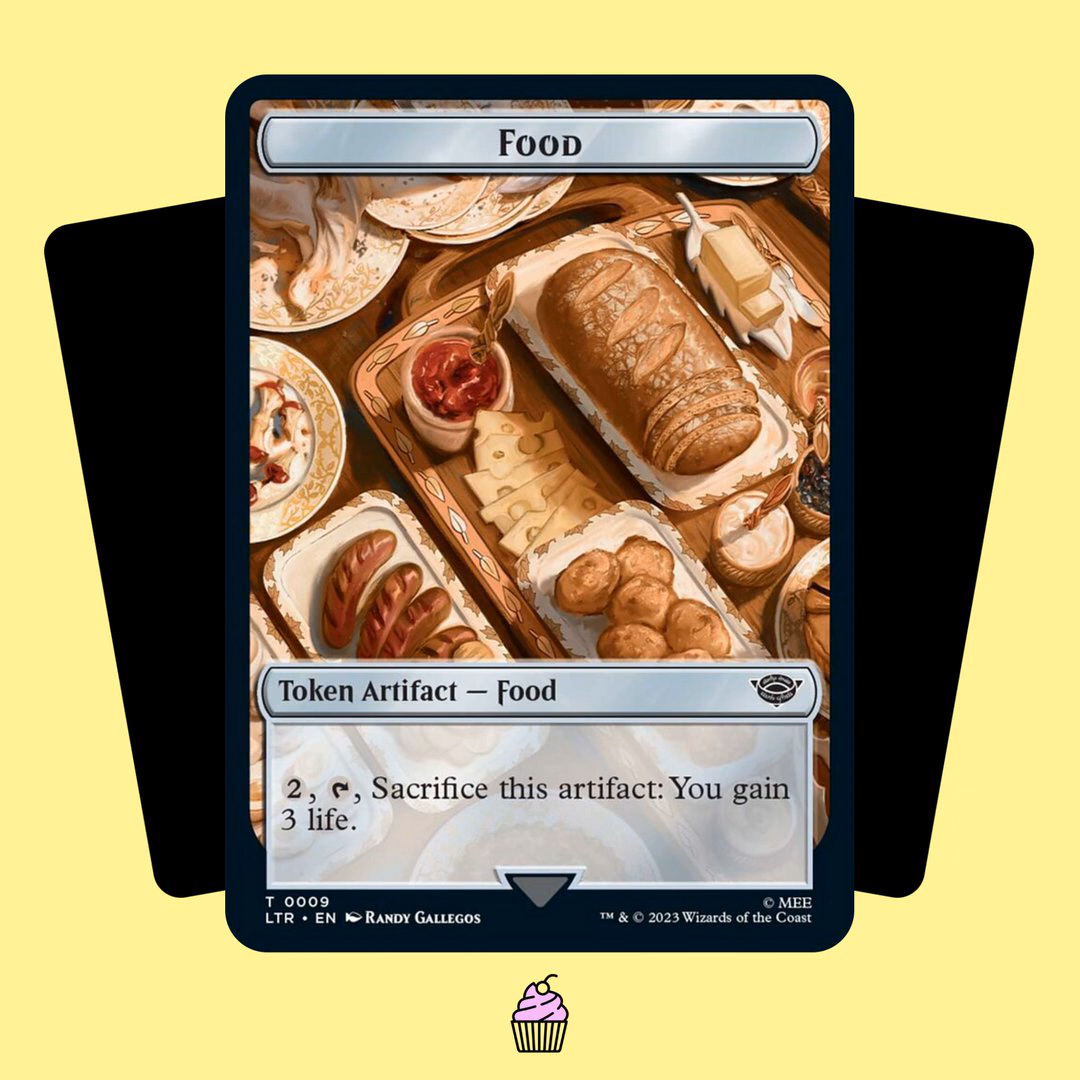 Food
Token Artifact — Food
2, T, Sacrifice this artifact: You gain
3 life.
T 0009
LTR • EN RANDY GALLEGOS
© MEE
™ & © 2023 Wizards of the Coast